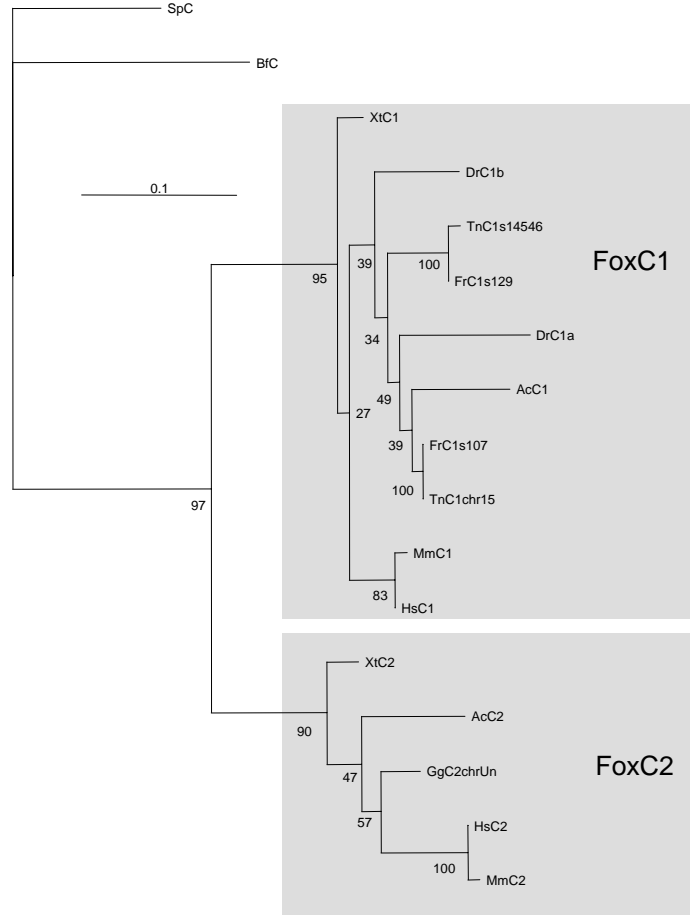 SpC
BfC
XtC1
DrC1b
0.1
TnC1s14546
39
100
FoxC1
95
FrC1s129
34
DrC1a
49
AcC1
27
39
FrC1s107
100
TnC1chr15
97
MmC1
83
HsC1
XtC2
AcC2
90
47
GgC2chrUn
FoxC2
57
HsC2
100
MmC2